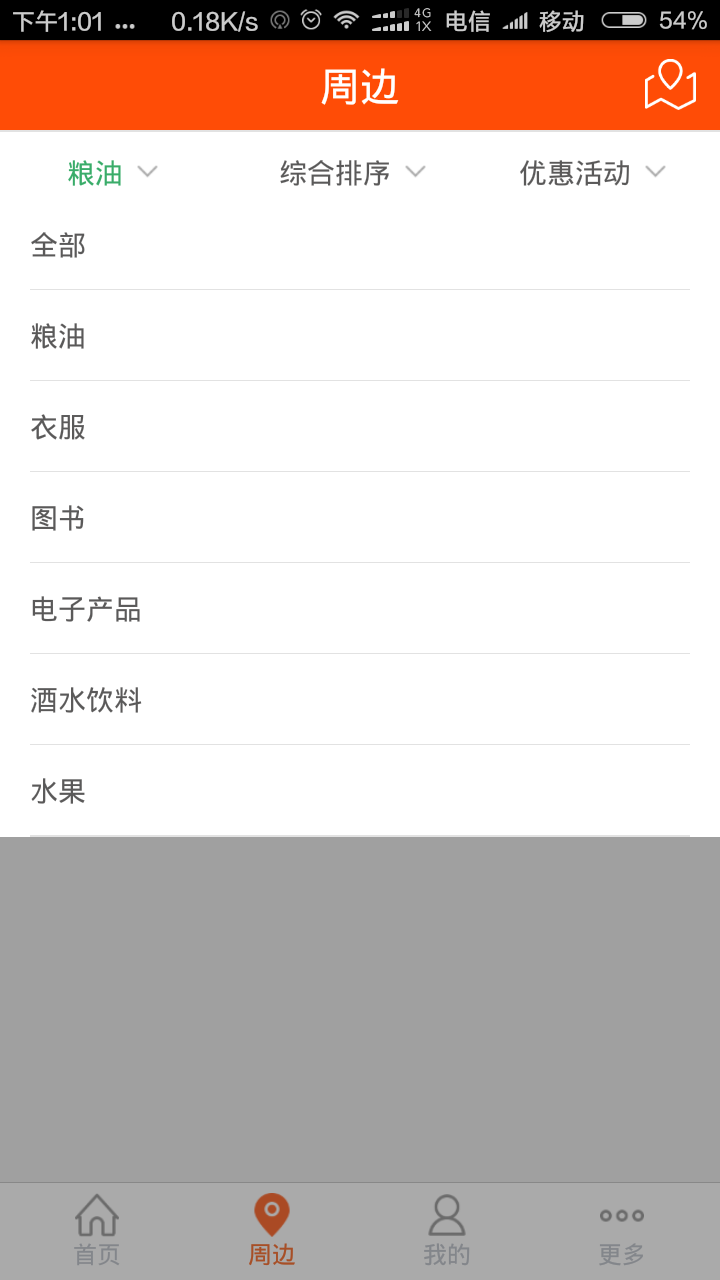 下午1:01 ... 0.18K/s 4G 1X 电信 移动 54%
周边
粮油 综合排序 优惠活动
全部
粮油
衣服
图书
电子产品
酒水饮料
水果
首页 周边 我的 更多